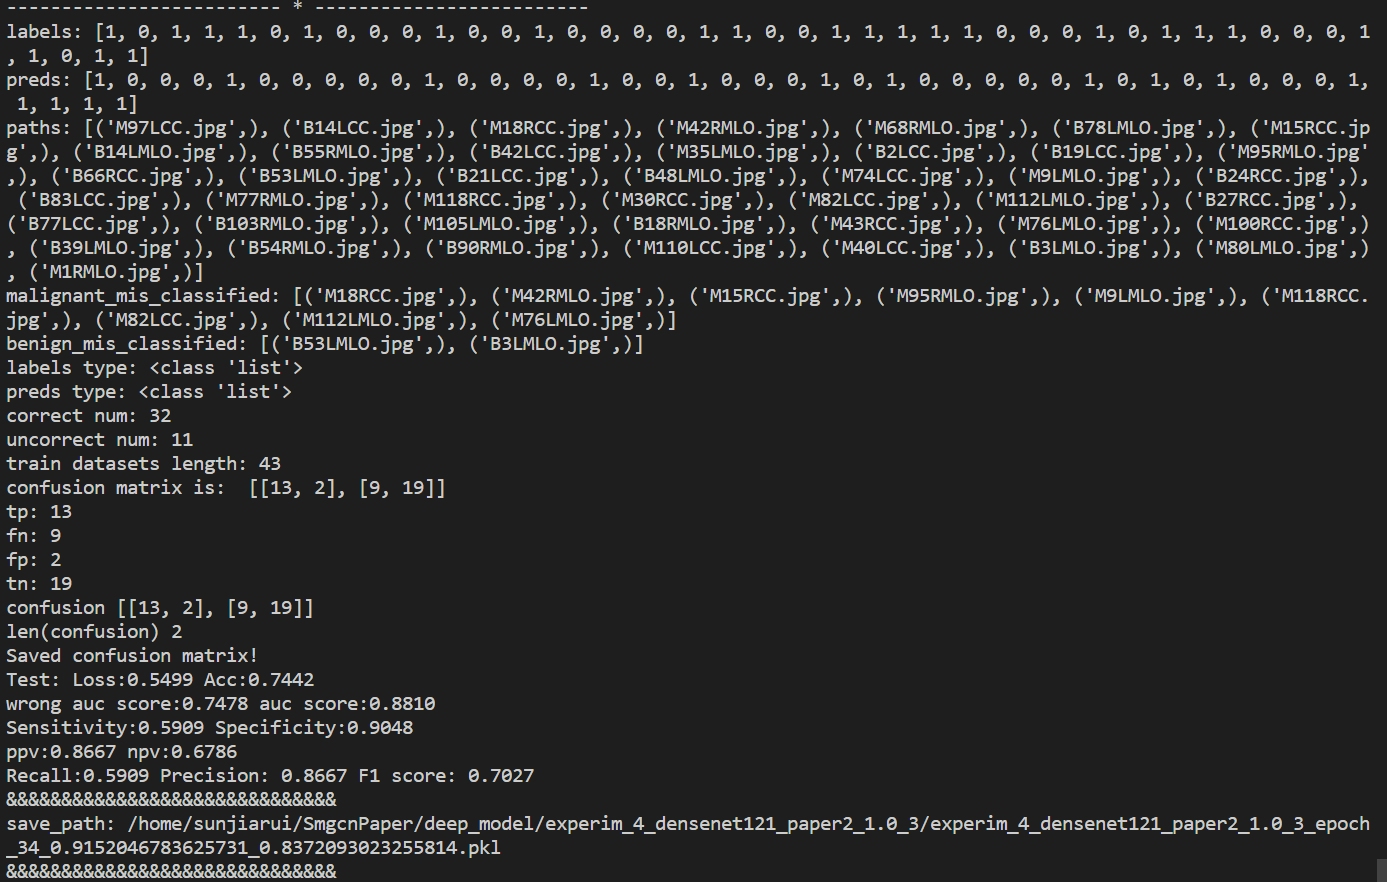 ------------------------- * -------------------------
labels: [1, 0, 1, 1, 1, 0, 1, 0, 0, 0, 1, 0, 0, 1, 0, 0, 0, 0, 1, 1, 0, 0, 1, 1, 1, 1, 1, 0, 0, 0, 1, 0, 1, 1, 1, 0, 0, 0, 1
, 1, 0, 1, 1]
preds: [1, 0, 0, 0, 1, 0, 0, 0, 0, 0, 1, 0, 0, 0, 0, 1, 0, 0, 1, 0, 0, 0, 1, 0, 1, 0, 0, 0, 0, 0, 1, 0, 1, 0, 1, 0, 0, 0, 1,
 1, 1, 1, 1]
paths: [('M97LCC.jpg',), ('B14LCC.jpg',), ('M18RCC.jpg',), ('M42RMLO.jpg',), ('M68RMLO.jpg',), ('B78LMLO.jpg',), ('M15RCC.jp
g',), ('B14LMLO.jpg',), ('B55RMLO.jpg',), ('B42LCC.jpg',), ('M35LMLO.jpg',), ('B2LCC.jpg',), ('B19LCC.jpg',), ('M95RMLO.jpg'
,), ('B66RCC.jpg',), ('B53LMLO.jpg',), ('B21LCC.jpg',), ('B48LMLO.jpg',), ('M74LCC.jpg',), ('M9LMLO.jpg',), ('B24RCC.jpg',),
 ('B83LCC.jpg',), ('M77RMLO.jpg',), ('M118RCC.jpg',), ('M30RCC.jpg',), ('M82LCC.jpg',), ('M112LMLO.jpg',), ('B27RCC.jpg',),
('B77LCC.jpg',), ('B103RMLO.jpg',), ('M105LMLO.jpg',), ('B18RMLO.jpg',), ('M43RCC.jpg',), ('M76LMLO.jpg',), ('M100RCC.jpg',)
, ('B39LMLO.jpg',), ('B54RMLO.jpg',), ('B90RMLO.jpg',), ('M110LCC.jpg',), ('M40LCC.jpg',), ('B3LMLO.jpg',), ('M80LMLO.jpg',)
, ('M1RMLO.jpg',)]
malignant_mis_classified: [('M18RCC.jpg',), ('M42RMLO.jpg',), ('M15RCC.jpg',), ('M95RMLO.jpg',), ('M9LMLO.jpg',), ('M118RCC.
jpg',), ('M82LCC.jpg',), ('M112LMLO.jpg',), ('M76LMLO.jpg',)]
benign_mis_classified: [('B53LMLO.jpg',), ('B3LMLO.jpg',)]
labels type: <class 'list'>
preds type: <class 'list'>
correct num: 32
uncorrect num: 11
train datasets length: 43
confusion matrix is:  [[13, 2], [9, 19]]
tp: 13
fn: 9
fp: 2
tn: 19
confusion [[13, 2], [9, 19]]
len(confusion) 2
Saved confusion matrix!
Test: Loss:0.5499 Acc:0.7442
wrong auc score:0.7478 auc score:0.8810
Sensitivity:0.5909 Specificity:0.9048
ppv:0.8667 npv:0.6786
Recall:0.5909 Precision: 0.8667 F1 score: 0.7027
&&&&&&&&&&&&&&&&&&&&&&&&&&&&&&
save_path: /home/sunjiarui/SmgcnPaper/deep_model/experim_4_densenet121_paper2_1.0_3/experim_4_densenet121_paper2_1.0_3_epoch
_34_0.9152046783625731_0.8372093023255814.pkl
&&&&&&&&&&&&&&&&&&&&&&&&&&&&&&